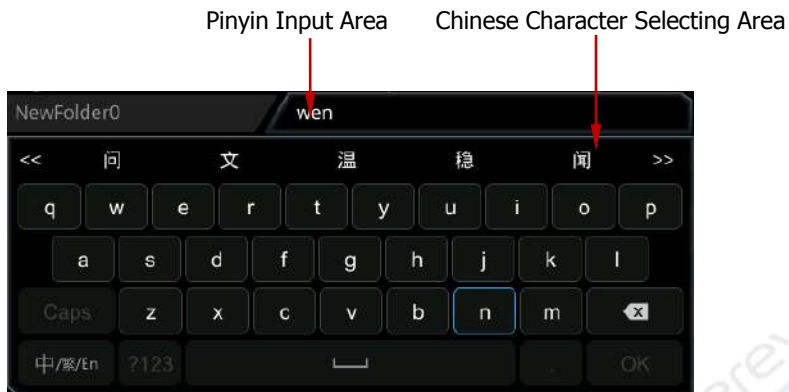 Pinyin Input Area Chinese Character Selecting Area
NewFolder0 wen
<< 问 文 温 稳 闻 >>
q w e r t y u i o p
a s d f g h j k l
Caps z x c v b n m x
中/繁/En ?123 . OK